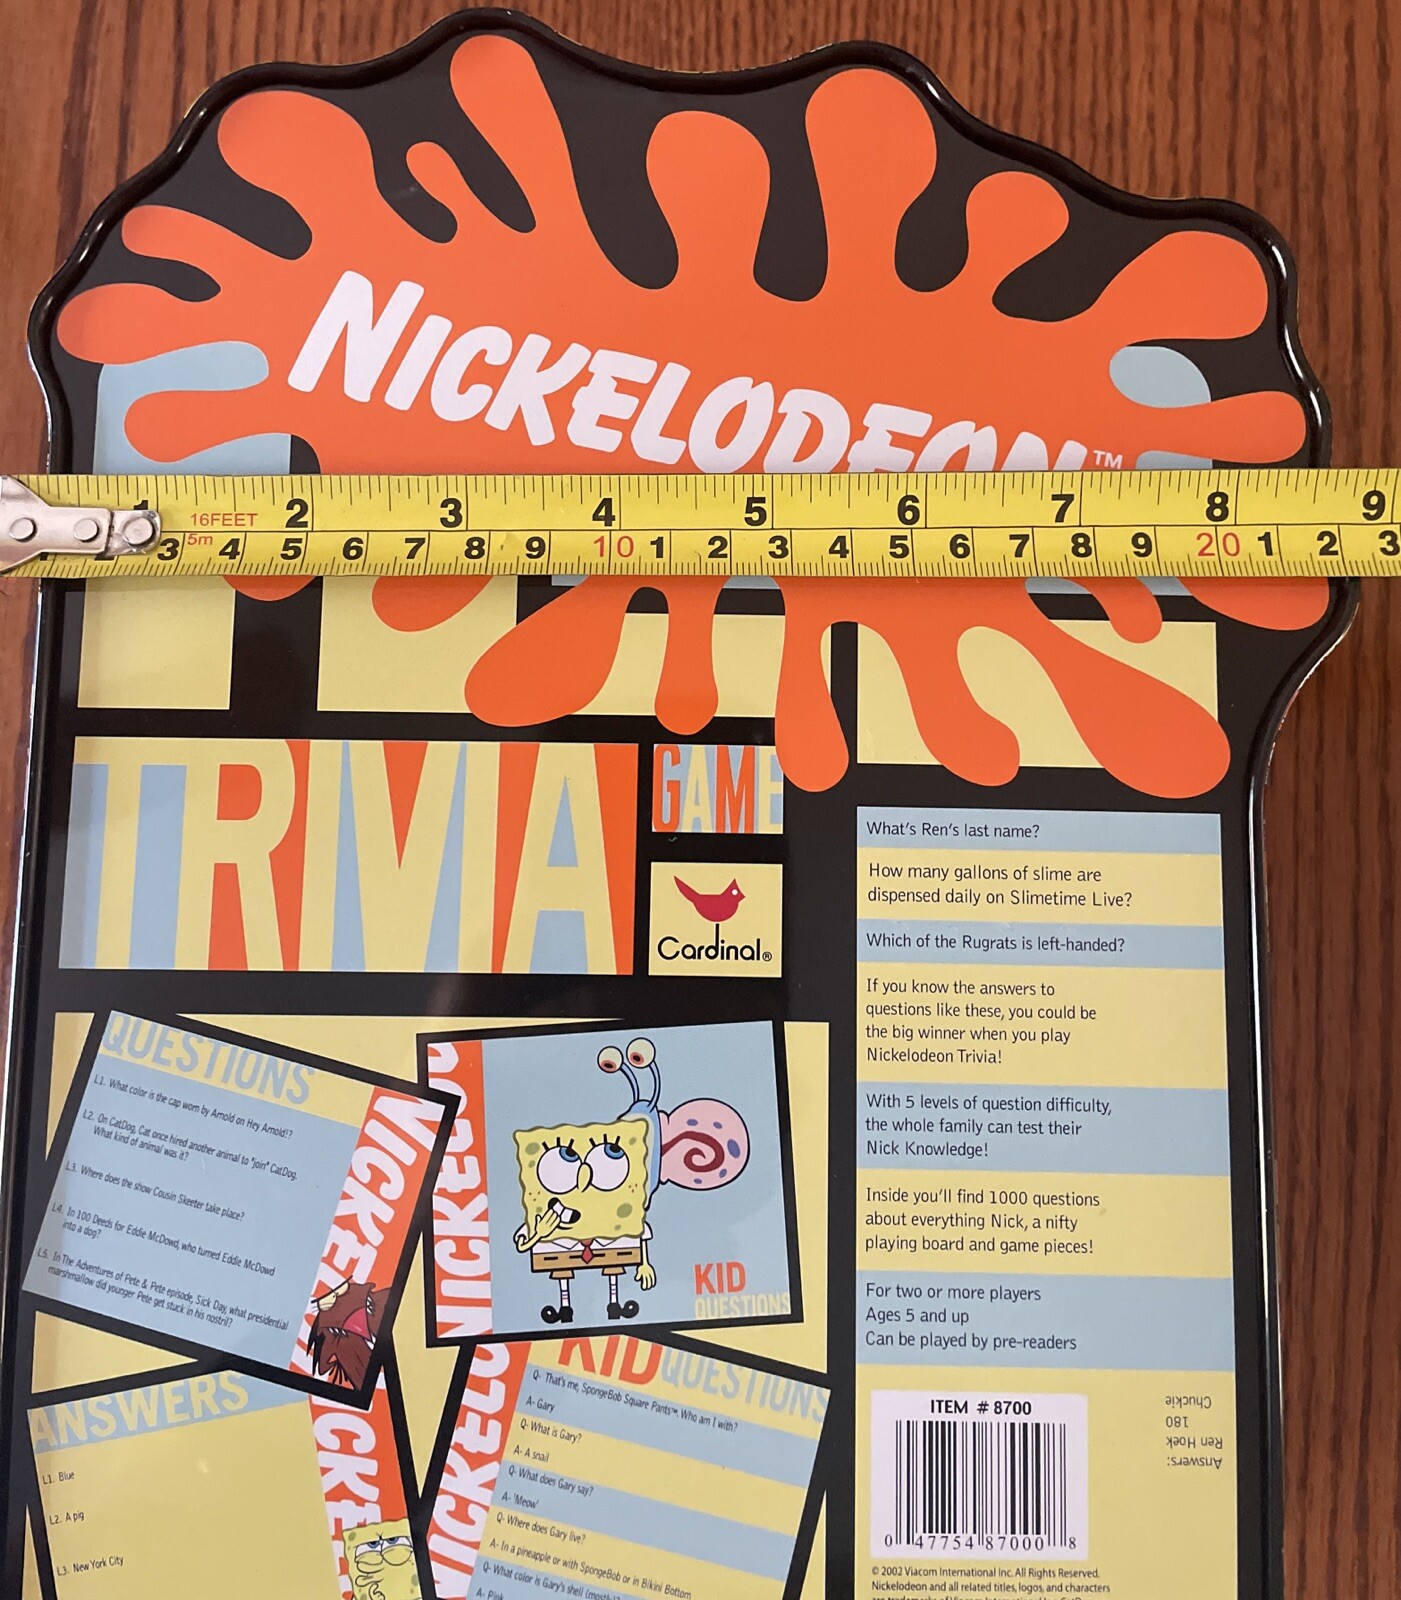 NICKELODEON™
1 2 3 4 5 6 7 8 9
16FEET
5m
3 4 5 6 7 8 9 10 1 2 3 4 5 6 7 8 9 20 1 2 3
TRIVIA
GAME
Cardinal®
What's Ren's last name?
How many gallons of slime are
dispensed daily on Slimetime Live?
Which of the Rugrats is left-handed?
If you know the answers to
questions like these, you could be
the big winner when you play
Nickelodeon Trivia!
With 5 levels of question difficulty,
the whole family can test their
Nick Knowledge!
Inside you'll find 1000 questions
about everything Nick, a nifty
playing board and game pieces!
For two or more players
Ages 5 and up
Can be played by pre-readers
QUESTIONS
L1. What color is the cap worn by Arnold on Hey Arnold!?
L2. On CatDog, Cat once hired another animal to "join" CatDog.
What kind of animal was it?
L3. Where does the show Cousin Skeeter take place?
L4. In 100 Deeds for Eddie McDowd, who turned Eddie McDowd
into a dog?
L5. In The Adventures of Pete & Pete episode, Sick Day, what presidential
marshmallow did younger Pete get stuck in his nostril?
KID
QUESTIONS
ANSWERS
L1. Blue
L2. A pig
L3. New York City
KID QUESTIONS
Q- That's me, SpongeBob Square Pants™. Who am I with?
A- Gary
Q- What is Gary?
A- A snail
Q- What does Gary say?
A- 'Meow'
Q- Where does Gary live?
A- In a pineapple or with SpongeBob or in Bikini Bottom
Q- What color is Gary's shell (mostly)?
A- Pink
ITEM # 8700
0 47754 87000 8
Answers:
Ren Hoek
180
Chuckie
© 2002 Viacom International Inc. All Rights Reserved.
Nickelodeon and all related titles, logos, and characters